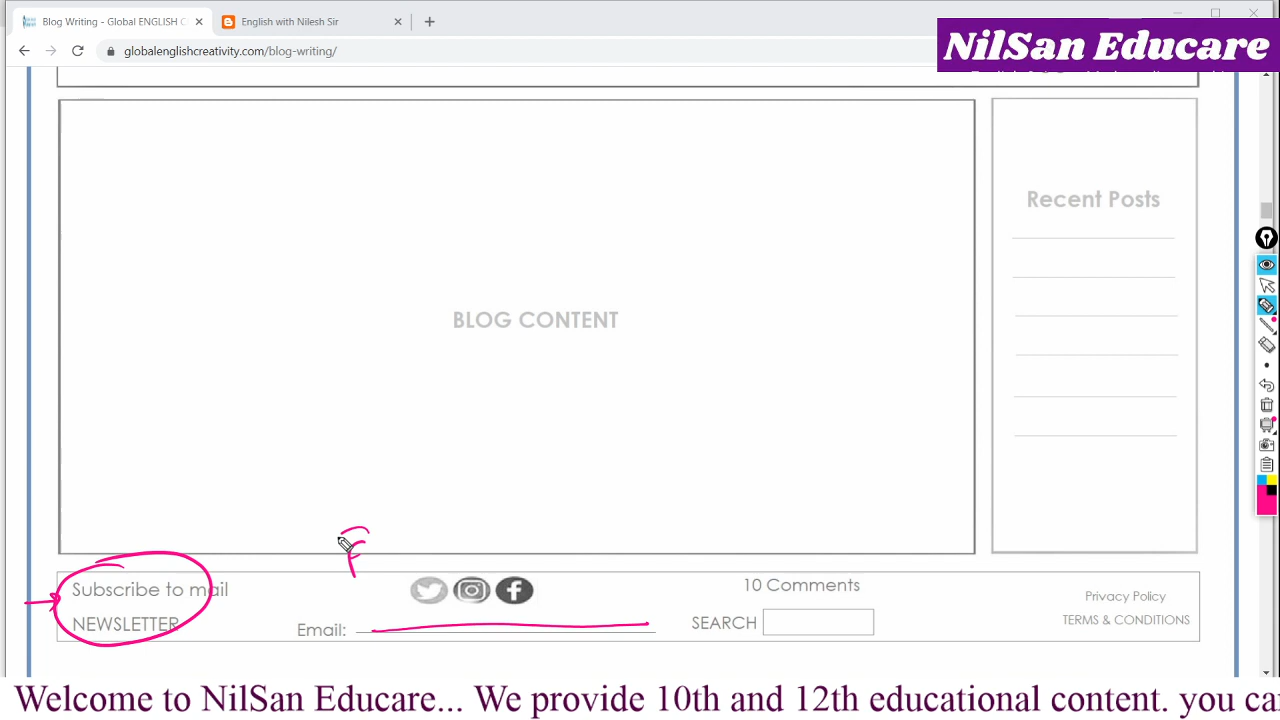 Blog Writing - Global ENGLISH C
English with Nilesh Sir
globalenglishcreativity.com/blog-writing/
NilSan Educare
Recent Posts
BLOG CONTENT
F
Subscribe to mail
10 Comments
Privacy Policy
NEWSLETTER
Email:
SEARCH
TERMS & CONDITIONS
Welcome to NilSan Educare... We provide 10th and 12th educational content. you ca